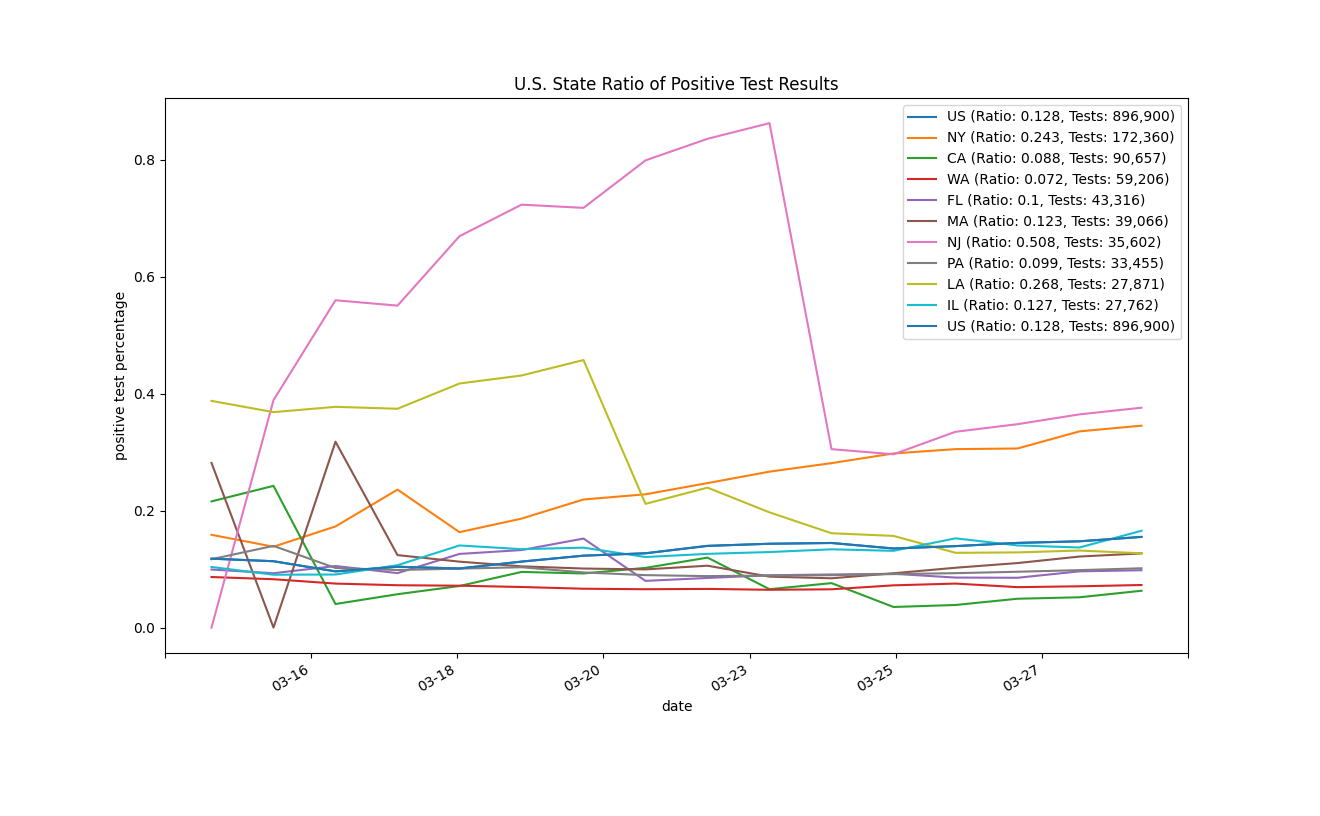 U.S. State Ratio of Positive Test Results
US (Ratio: 0.128, Tests: 896,900)
NY (Ratio: 0.243, Tests: 172,360)
CA (Ratio: 0.088, Tests: 90,657)
WA (Ratio: 0.072, Tests: 59,206)
FL (Ratio: 0.1, Tests: 43,316)
MA (Ratio: 0.123, Tests: 39,066)
NJ (Ratio: 0.508, Tests: 35,602)
PA (Ratio: 0.099, Tests: 33,455)
LA (Ratio: 0.268, Tests: 27,871)
IL (Ratio: 0.127, Tests: 27,762)
US (Ratio: 0.128, Tests: 896,900)
positive test percentage
0.8
0.6
0.4
0.2
0.0
03-16 03-18 03-20 03-23 03-25 03-27
date